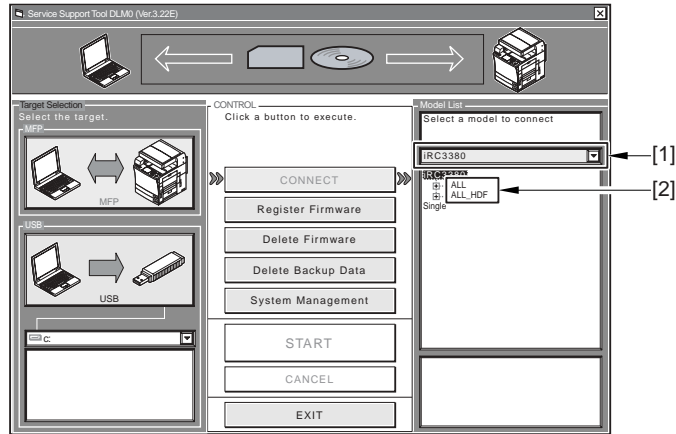 Service Support Tool DLM0 (Ver.3.22E)
Target Selection
Select the target.
MFP
MFP
USB
USB
C:
CONTROL
Click a button to execute.
CONNECT
Register Firmware
Delete Firmware
Delete Backup Data
System Management
START
CANCEL
EXIT
Model List
Select a model to connect
iRC3380
iRC3380
ALL
ALL_HDF
Single
[1]
[2]